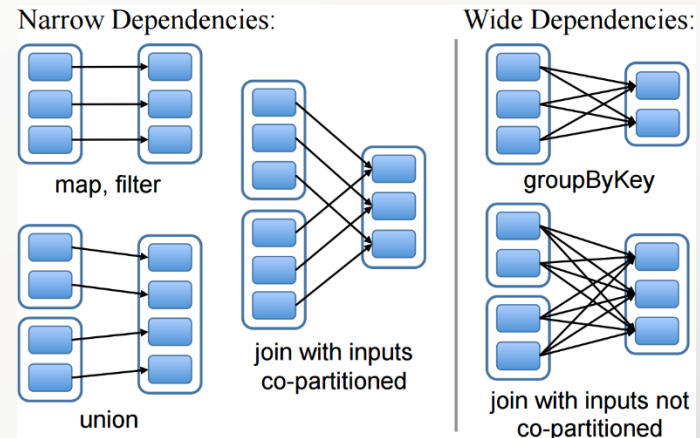 Narrow Dependencies:
map, filter
union
join with inputs
co-partitioned
Wide Dependencies:
groupByKey
join with inputs not
co-partitioned